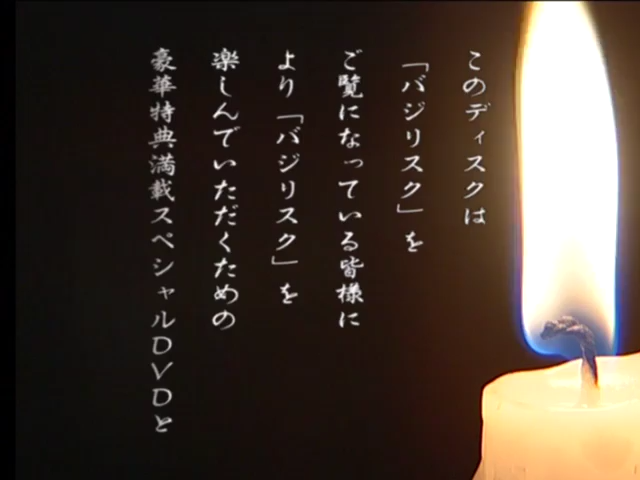 このディスクは
「バジリスク」を
ご覧になっている皆様に
より「バジリスク」を
楽しんでいただくための
豪華特典満載スペシャルDVDと